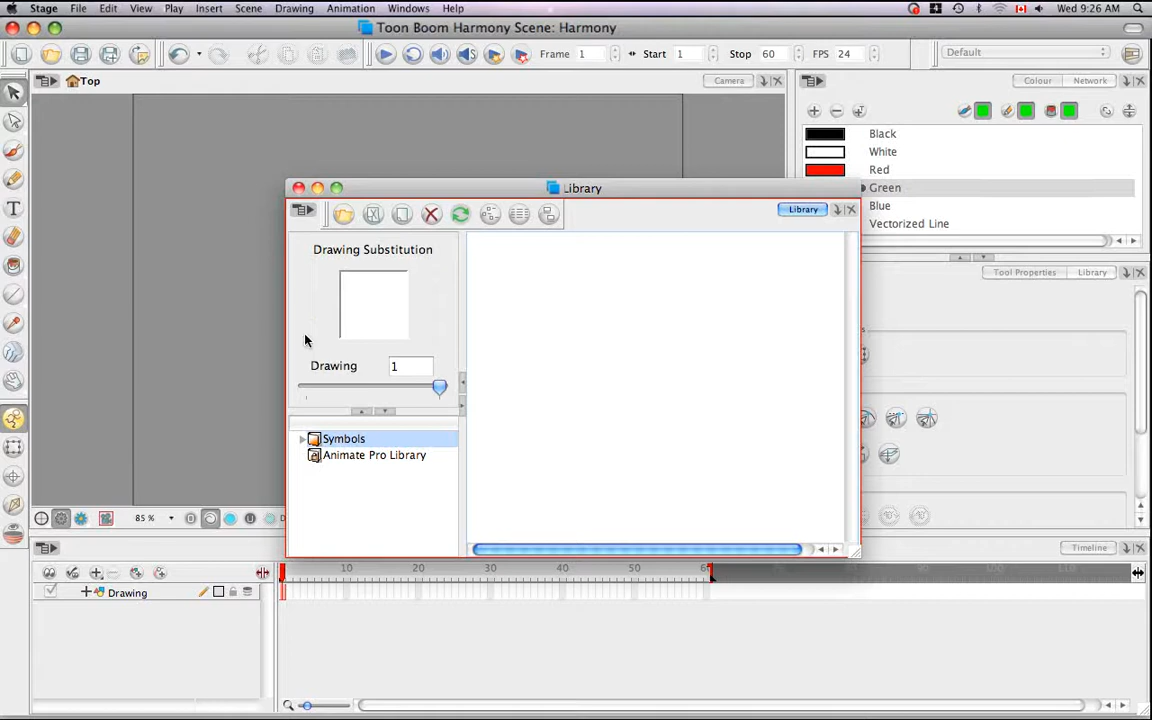 Stage File Edit View Play Insert Scene Drawing Animation Windows Help Wed 9:26 AM
Toon Boom Harmony Scene: Harmony
Frame 1 Start 1 Stop 60 FPS 24 Default
Top Camera Colour Network
Black
White
Red
Green
Blue
Vectorized Line
Library
Library
Drawing Substitution
Drawing 1
Symbols
Animate Pro Library
Tool Properties Library
85 %
Timeline
10 20 30 40 50 110
Drawing